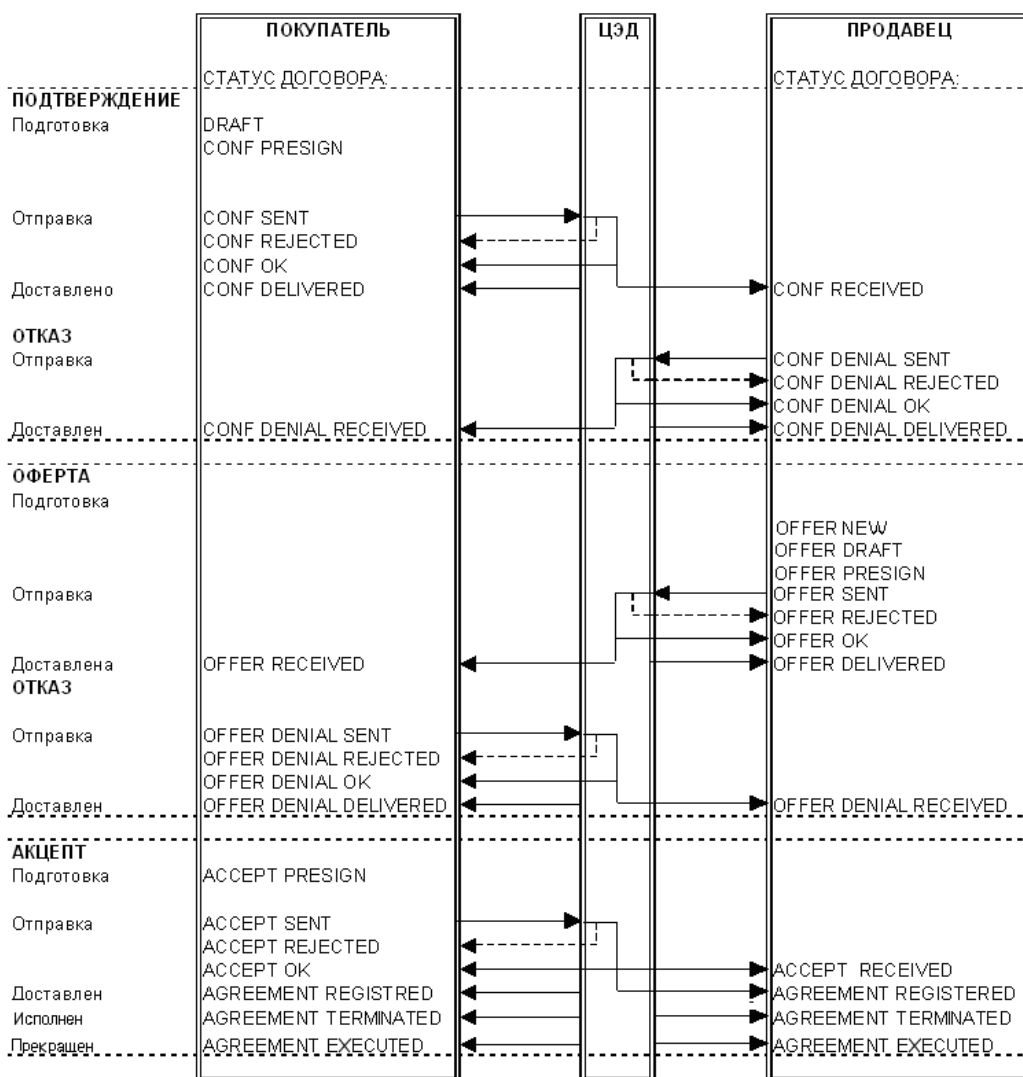 ПОКУПАТЕЛЬ ЦЭД ПРОДАВЕЦ
СТАТУС ДОГОВОРА: СТАТУС ДОГОВОРА:
ПОДТВЕРЖДЕНИЕ
Подготовка DRAFT
CONF PRESIGN
Отправка CONF SENT
CONF REJECTED
CONF OK
Доставлено CONF DELIVERED CONF RECEIVED
ОТКАЗ
Отправка CONF DENIAL SENT
CONF DENIAL REJECTED
CONF DENIAL OK
Доставлен CONF DENIAL RECEIVED CONF DENIAL DELIVERED
ОФЕРТА
Подготовка
OFFER NEW
OFFER DRAFT
OFFER PRESIGN
Отправка OFFER SENT
OFFER REJECTED
OFFER OK
Доставлена OFFER RECEIVED OFFER DELIVERED
ОТКАЗ
Отправка OFFER DENIAL SENT
OFFER DENIAL REJECTED
OFFER DENIAL OK
Доставлен OFFER DENIAL DELIVERED OFFER DENIAL RECEIVED
АКЦЕПТ
Подготовка ACCEPT PRESIGN
Отправка ACCEPT SENT
ACCEPT REJECTED
ACCEPT OK ACCEPT RECEIVED
Доставлен AGREEMENT REGISTRED AGREEMENT REGISTERED
Исполнен AGREEMENT TERMINATED AGREEMENT TERMINATED
Прекращен AGREEMENT EXECUTED AGREEMENT EXECUTED